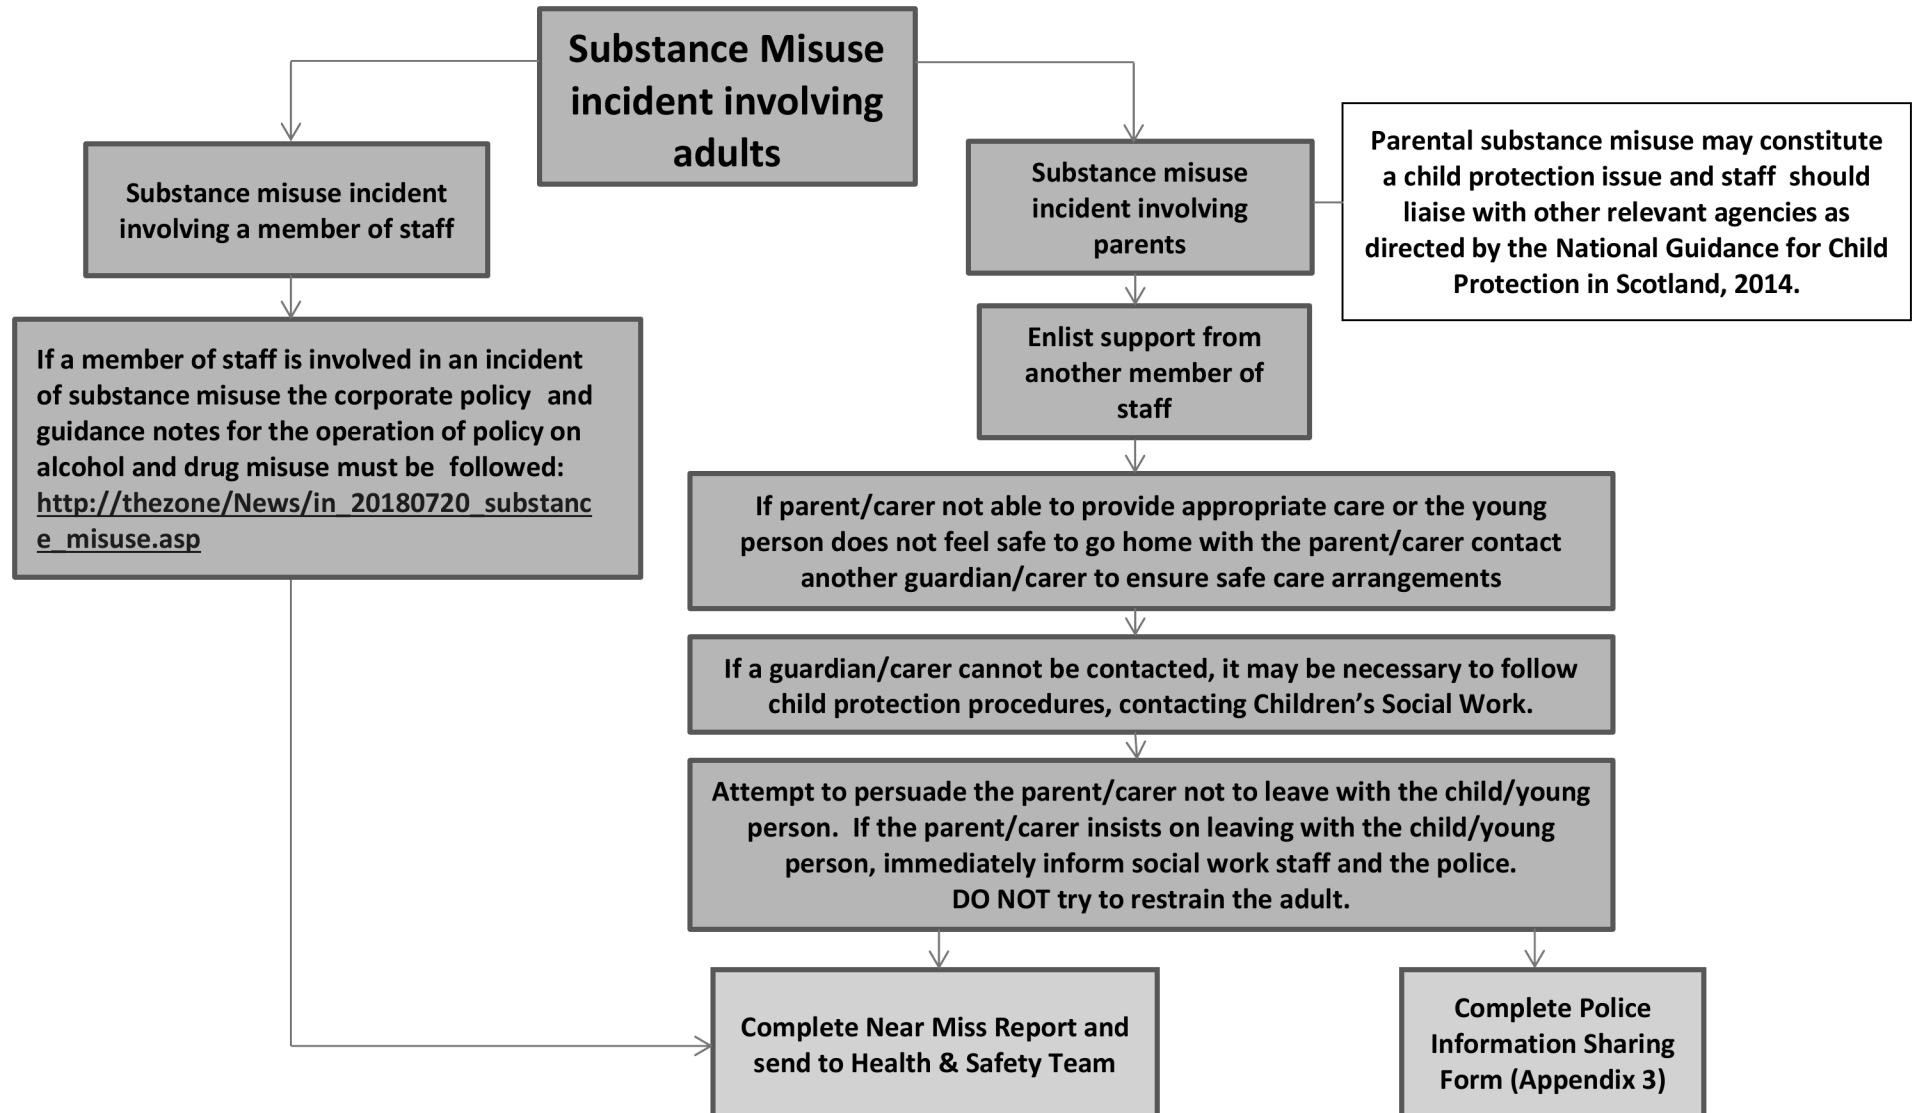 Substance Misuse
incident involving
adults
Substance misuse incident
involving a member of staff
If a member of staff is involved in an incident
of substance misuse the corporate policy and
guidance notes for the operation of policy on
alcohol and drug misuse must be followed:
http://thezone/News/in_20180720_substanc
e_misuse.asp
Substance misuse
incident involving
parents
Parental substance misuse may constitute
a child protection issue and staff should
liaise with other relevant agencies as
directed by the National Guidance for Child
Protection in Scotland, 2014.
Enlist support from
another member of
staff
If parent/carer not able to provide appropriate care or the young
person does not feel safe to go home with the parent/carer contact
another guardian/carer to ensure safe care arrangements
If a guardian/carer cannot be contacted, it may be necessary to follow
child protection procedures, contacting Children’s Social Work.
Attempt to persuade the parent/carer not to leave with the child/young
person. If the parent/carer insists on leaving with the child/young
person, immediately inform social work staff and the police.
DO NOT try to restrain the adult.
Complete Near Miss Report and
send to Health & Safety Team
Complete Police
Information Sharing
Form (Appendix 3)